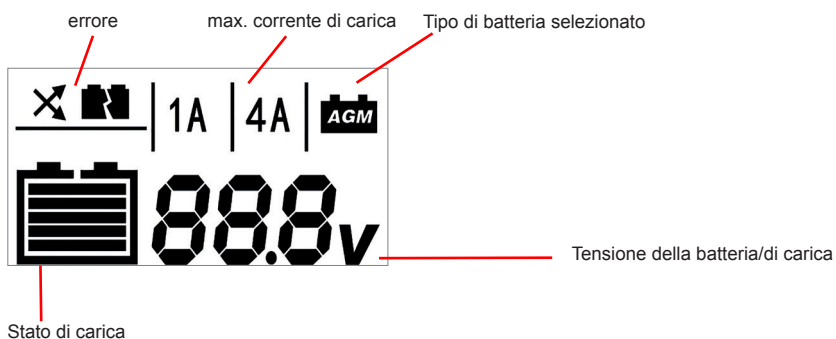 errore
max. corrente di carica
Tipo di batteria selezionato
1A
4A
AGM
88.8v
Tensione della batteria/di carica
Stato di carica